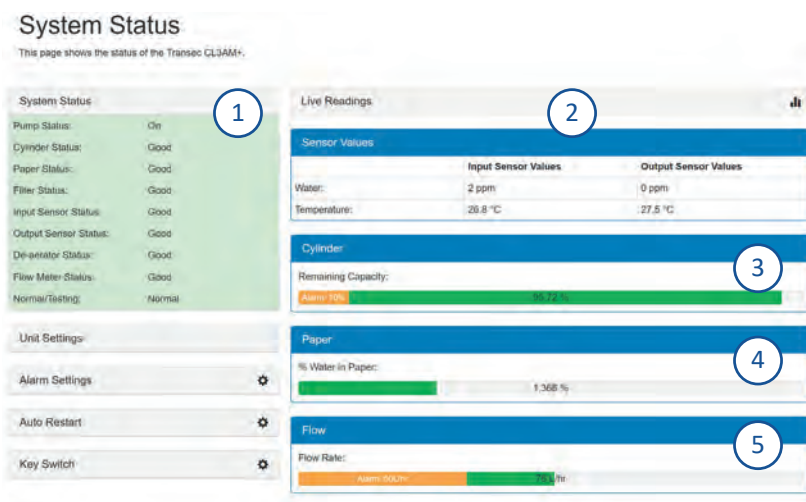 System Status
This page shows the status of the Transec CL3AM+.
System Status
1
Pump Status: On
Cylinder Status: Good
Paper Status: Good
Filter Status: Good
Input Sensor Status: Good
Output Sensor Status: Good
De-aerator Status: Good
Flow Meter Status: Good
Normal/Testing: Normal
Unit Settings
Alarm Settings
Auto Restart
Key Switch
Live Readings
2
Sensor Values
Input Sensor Values Output Sensor Values
Water: 2 ppm 0 ppm
Temperature: 26.8 °C 27.5 °C
Cylinder
3
Remaining Capacity:
Alarm 10% 95.72 %
Paper
4
% Water in Paper:
1.368 %
Flow
5
Flow Rate:
Alarm 50L/hr 76 L/hr